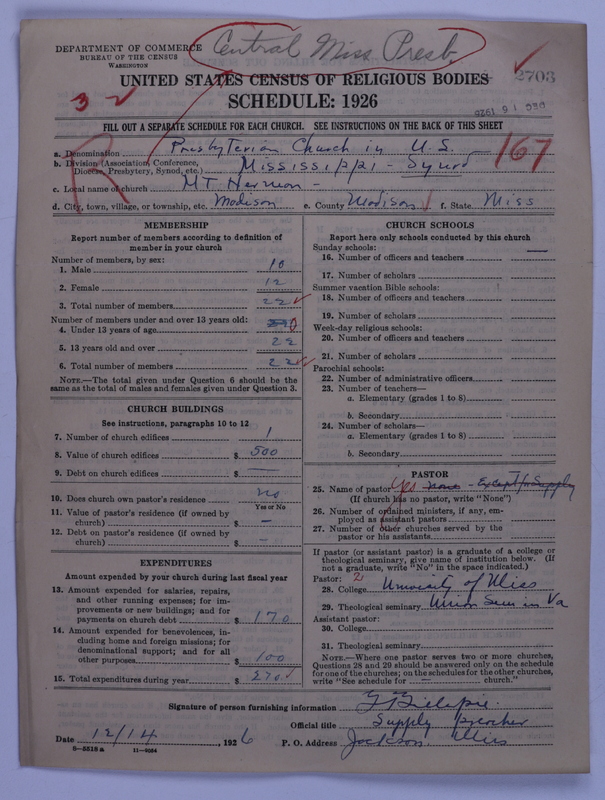 Central Miss Presb.
DEPARTMENT OF COMMERCE
BUREAU OF THE CENSUS
WASHINGTON
2703
UNITED STATES CENSUS OF RELIGIOUS BODIES
3
SCHEDULE: 1926
DEC 16 1926
FILL OUT A SEPARATE SCHEDULE FOR EACH CHURCH. SEE INSTRUCTIONS ON THE BACK OF THIS SHEET
167
a. Denomination Presbyterian Church in U.S.
b. Division (Association, Conference, Diocese, Presbytery, Synod, etc.) Mississippi - Synod
c. Local name of church MT Hermon -
d. City, town, village, or township, etc. Madison e. County Madison f. State Miss
MEMBERSHIP
Report number of members according to definition of
member in your church
Number of members, by sex:
1. Male 10
2. Female 12
3. Total number of members 22
Number of members under and over 13 years old:
4. Under 13 years of age 0
5. 13 years old and over 22
6. Total number of members 22
NOTE.—The total given under Question 6 should be the
same as the total of males and females given under Question 3.
CHURCH BUILDINGS
See instructions, paragraphs 10 to 12
7. Number of church edifices 1
8. Value of church edifices $ 500
9. Debt on church edifices $ —
10. Does church own pastor's residence no
Yes or No
11. Value of pastor's residence (if owned by
church) $ —
12. Debt on pastor's residence (if owned by
church) $ —
EXPENDITURES
Amount expended by your church during last fiscal year
13. Amount expended for salaries, repairs,
and other running expenses; for im-
provements or new buildings; and for
payments on church debt $ 170
14. Amount expended for benevolences, in-
cluding home and foreign missions; for
denominational support; and for all
other purposes $ 100
15. Total expenditures during year $ 270
CHURCH SCHOOLS
Report here only schools conducted by this church
Sunday schools:
16. Number of officers and teachers —
17. Number of scholars
Summer vacation Bible schools:
18. Number of officers and teachers
19. Number of scholars
Week-day religious schools:
20. Number of officers and teachers
21. Number of scholars
Parochial schools:
22. Number of administrative officers
23. Number of teachers—
a. Elementary (grades 1 to 8)
b. Secondary
24. Number of scholars—
a. Elementary (grades 1 to 8)
b. Secondary
PASTOR
25. Name of pastor Yes None - Except for Supply
(If church has no pastor, write "None")
26. Number of ordained ministers, if any, em-
ployed as assistant pastors
27. Number of other churches served by the
pastor or his assistants
If pastor (or assistant pastor) is a graduate of a college or
theological seminary, give name of institution below. (If
not a graduate, write "No" in the space indicated.)
Pastor: 2
28. College University of Miss
29. Theological seminary Union Sem in Va
Assistant pastor:
30. College
31. Theological seminary
NOTE.—Where one pastor serves two or more churches,
Questions 28 and 29 should be answered only on the schedule
for one of the churches; on the schedules for the other churches,
write "See schedule for — church."
Signature of person furnishing information
Official title Supply preacher
Date 12/14, 1926 P. O. Address Jackson, Miss
6—5518 a 11—9034